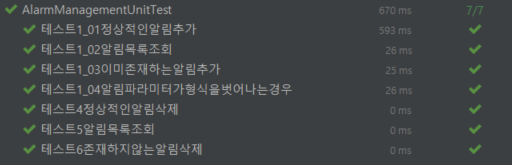 AlarmManagementUnitTest 670 ms 7/7
테스트1_01정상적인알림추가 593 ms
테스트1_02알림목록조회 26 ms
테스트1_03이미존재하는알림추가 25 ms
테스트1_04알림파라미터가형식을벗어나는경우 26 ms
테스트4정상적인알림삭제 0 ms
테스트5알림목록조회 0 ms
테스트6존재하지않는알림삭제 0 ms